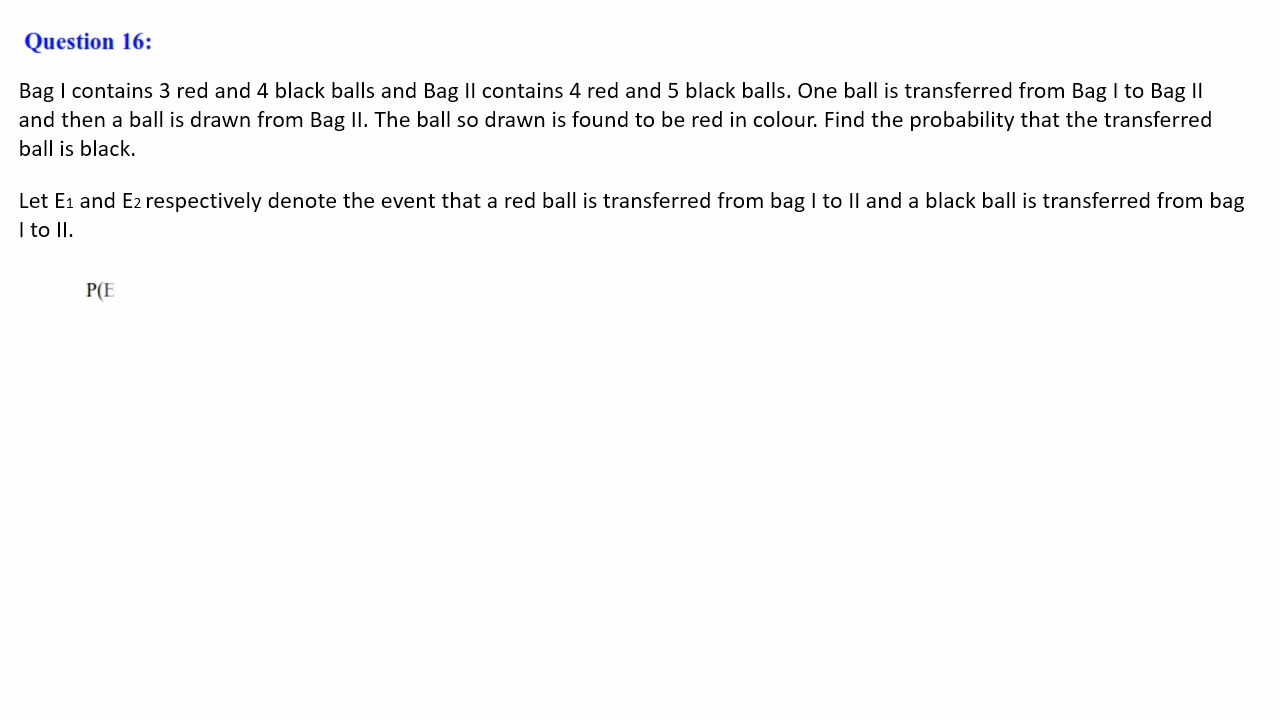 Question 16:
Bag I contains 3 red and 4 black balls and Bag II contains 4 red and 5 black balls. One ball is transferred from Bag I to Bag II
and then a ball is drawn from Bag II. The ball so drawn is found to be red in colour. Find the probability that the transferred
ball is black.
Let E1 and E2 respectively denote the event that a red ball is transferred from bag I to II and a black ball is transferred from bag
I to II.
P(E